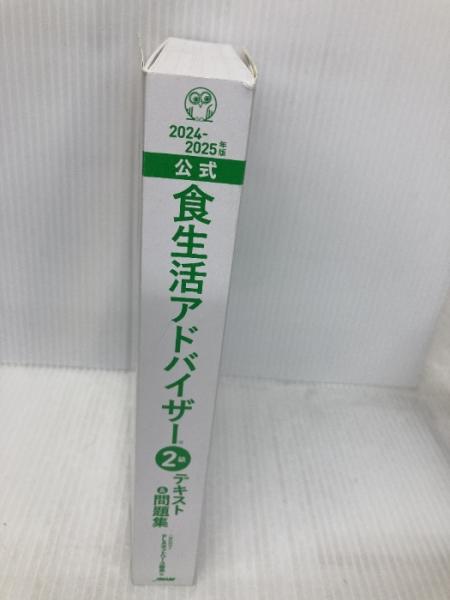 2024-
2025年版
公式
食生活アドバイザー®
2級
テキスト
&問題集